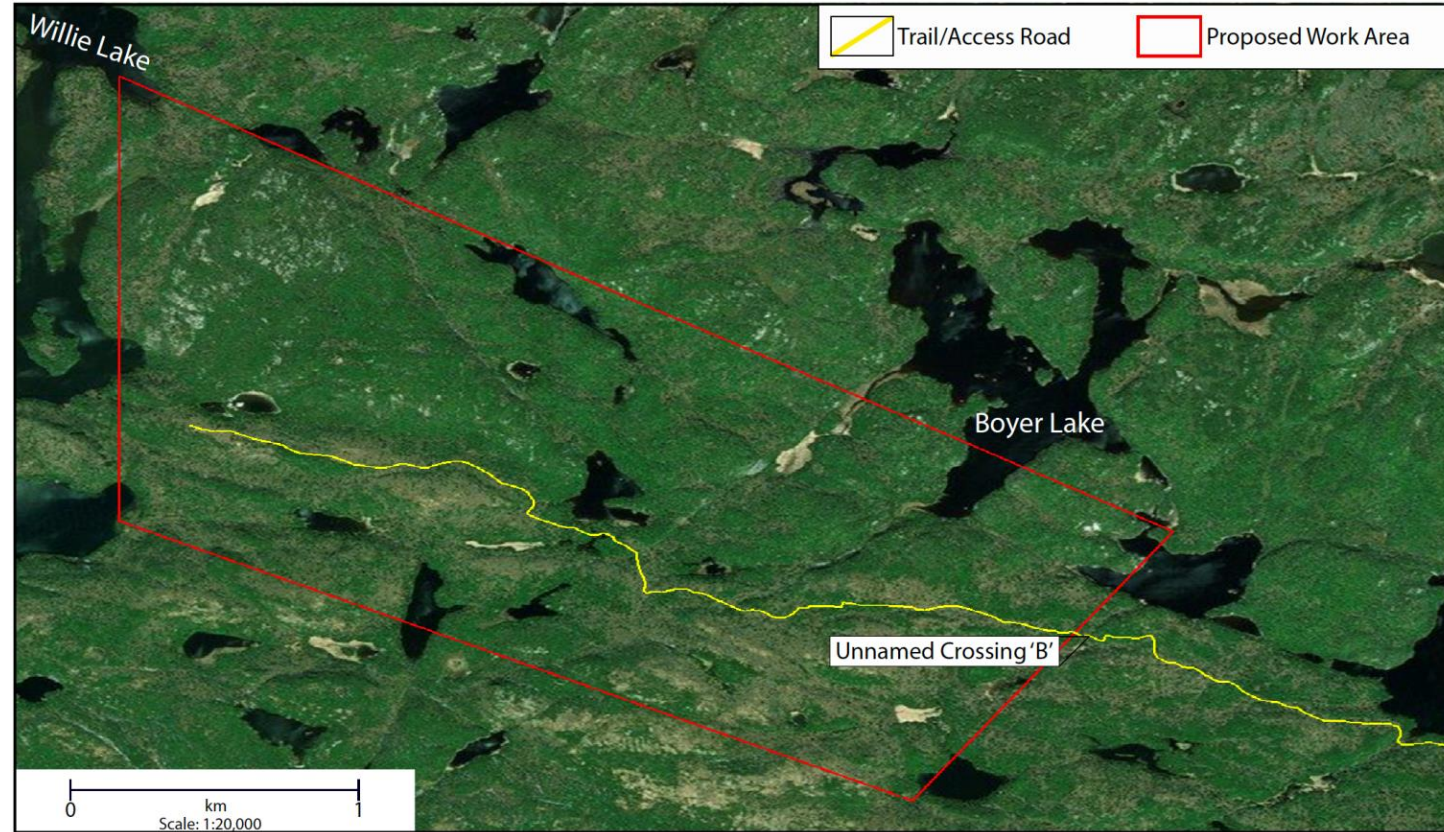 Willie Lake
Trail/Access Road
Proposed Work Area
Boyer Lake
Unnamed Crossing ‘B’
0 km 1
Scale: 1:20,000